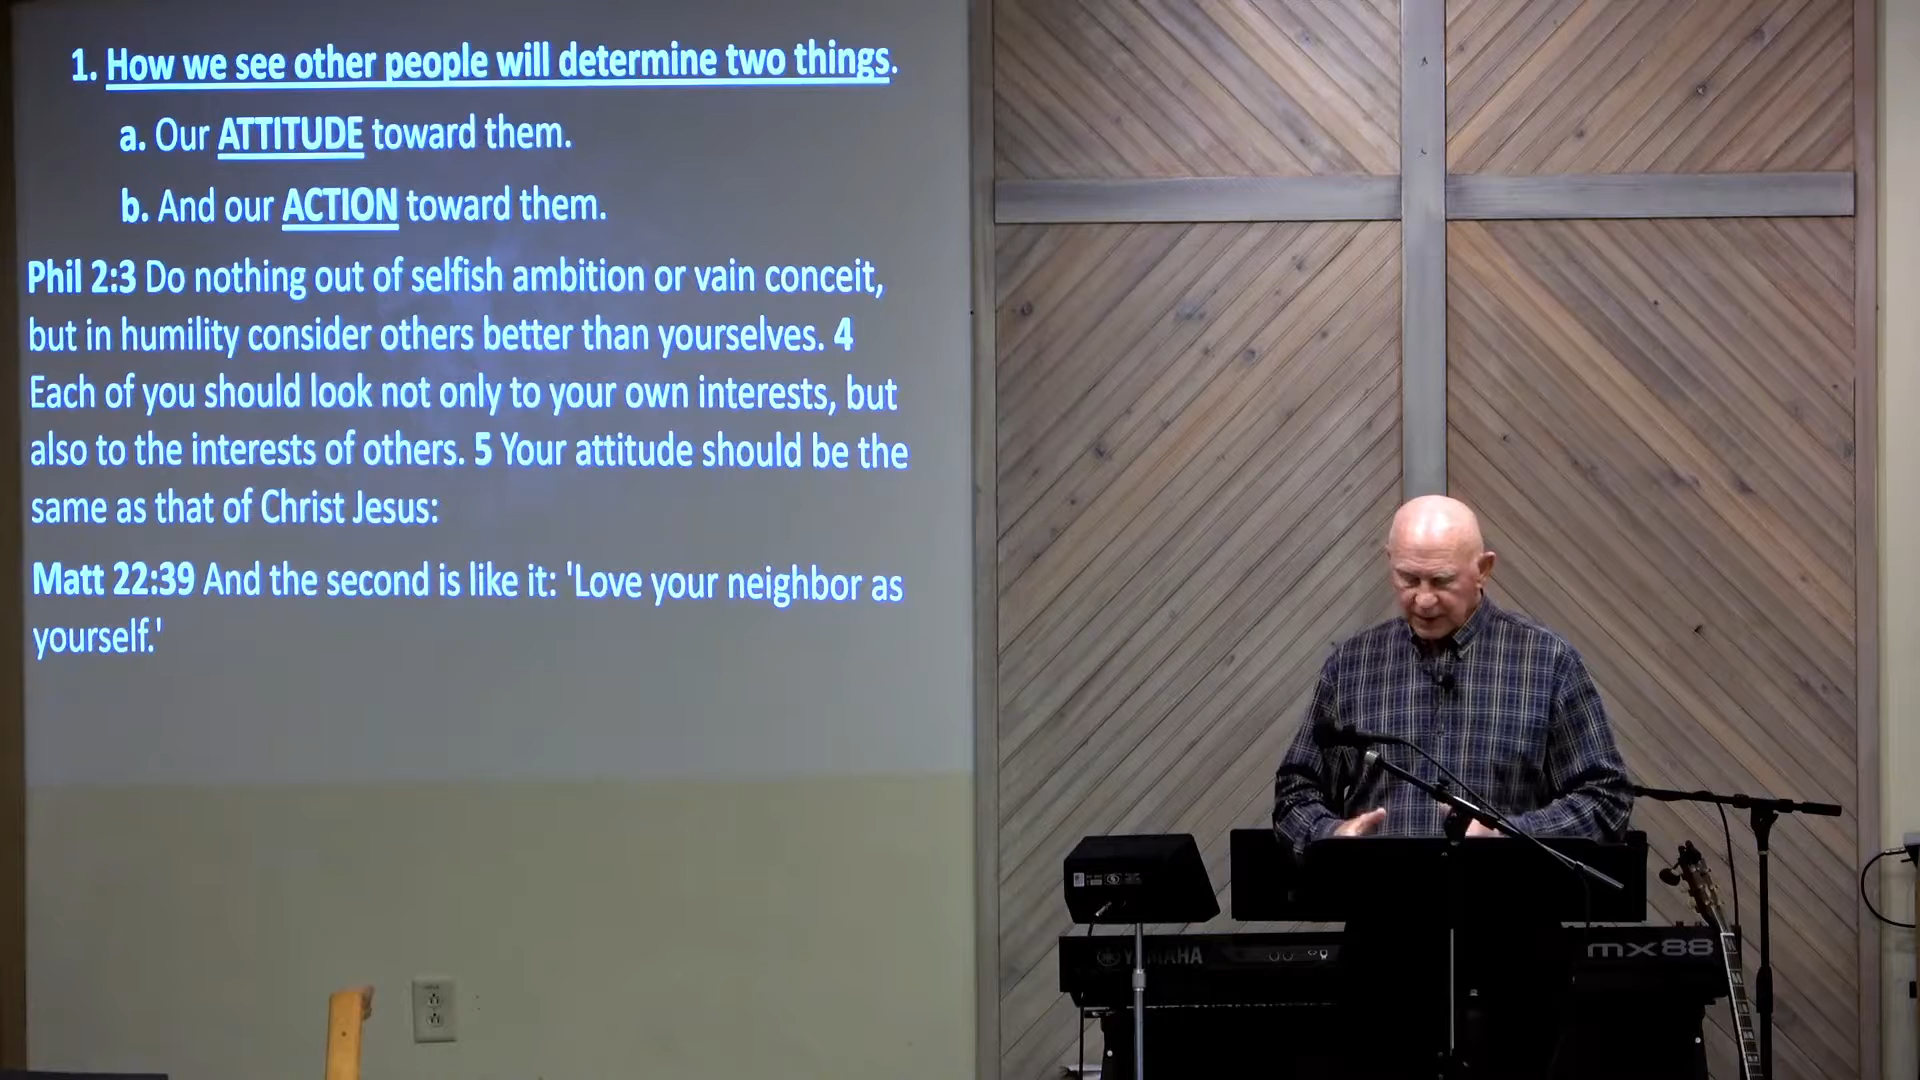 1. How we see other people will determine two things.
a. Our ATTITUDE toward them.
b. And our ACTION toward them.
Phil 2:3 Do nothing out of selfish ambition or vain conceit,
but in humility consider others better than yourselves. 4
Each of you should look not only to your own interests, but
also to the interests of others. 5 Your attitude should be the
same as that of Christ Jesus:
Matt 22:39 And the second is like it: 'Love your neighbor as
yourself.'
YAMAHA
MX88